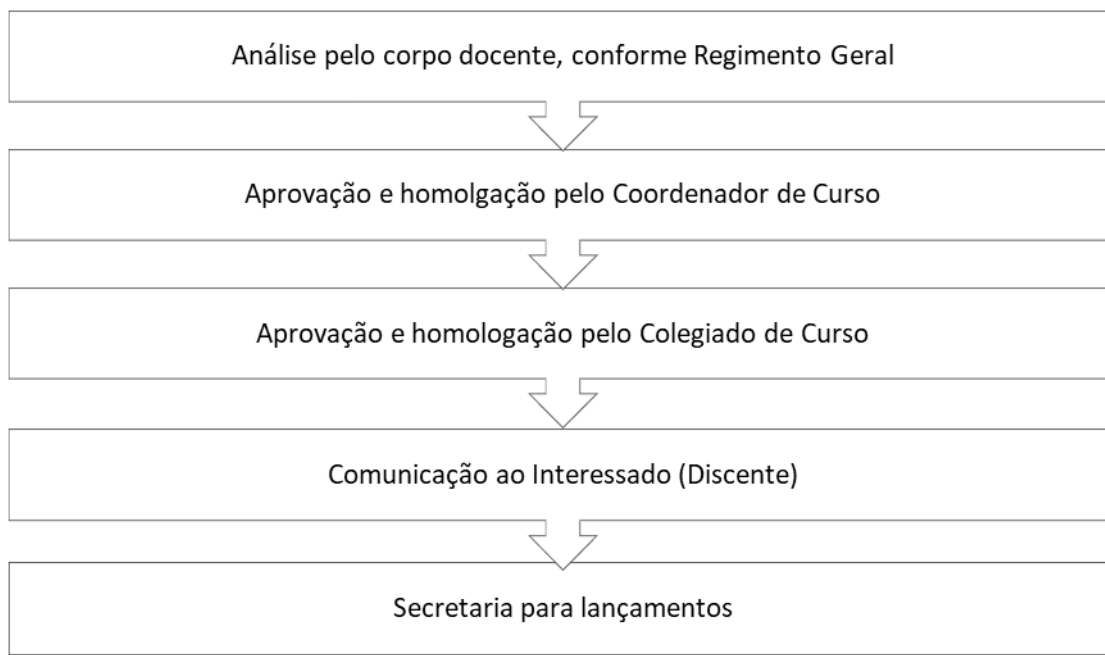 Análise pelo corpo docente, conforme Regimento Geral
Aprovação e homolgação pelo Coordenador de Curso
Aprovação e homologação pelo Colegiado de Curso
Comunicação ao Interessado (Discente)
Secretaria para lançamentos